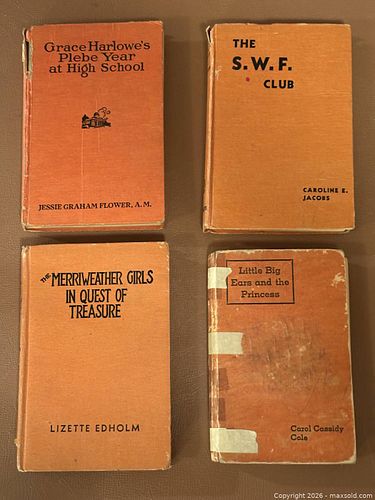 Grace Harlowe's
Plebe Year
at High School
JESSIE GRAHAM FLOWER, A. M.
THE
S. W. F.
CLUB
CAROLINE E.
JACOBS
THE MERRIWEATHER GIRLS
IN QUEST OF
TREASURE
LIZETTE EDHOLM
Little Big
Ears and the
Princess
Carol Cassidy
Cole
Copyright 2026 - maxsold.com